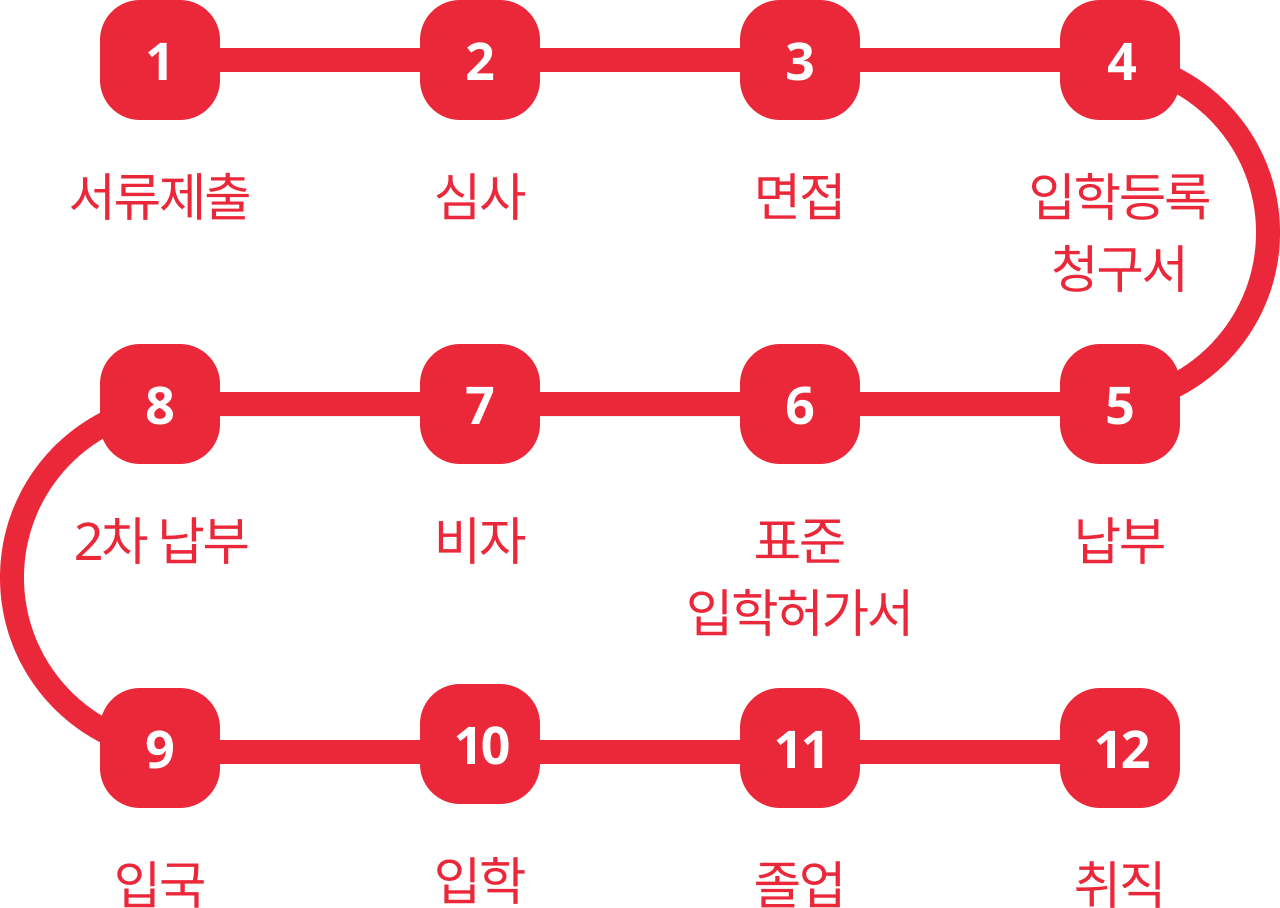 1 2 3 4
서류제출 심사 면접 입학등록
청구서
8 7 6 5
2차 납부 비자 표준 납부
입학허가서
9 10 11 12
입국 입학 졸업 취직